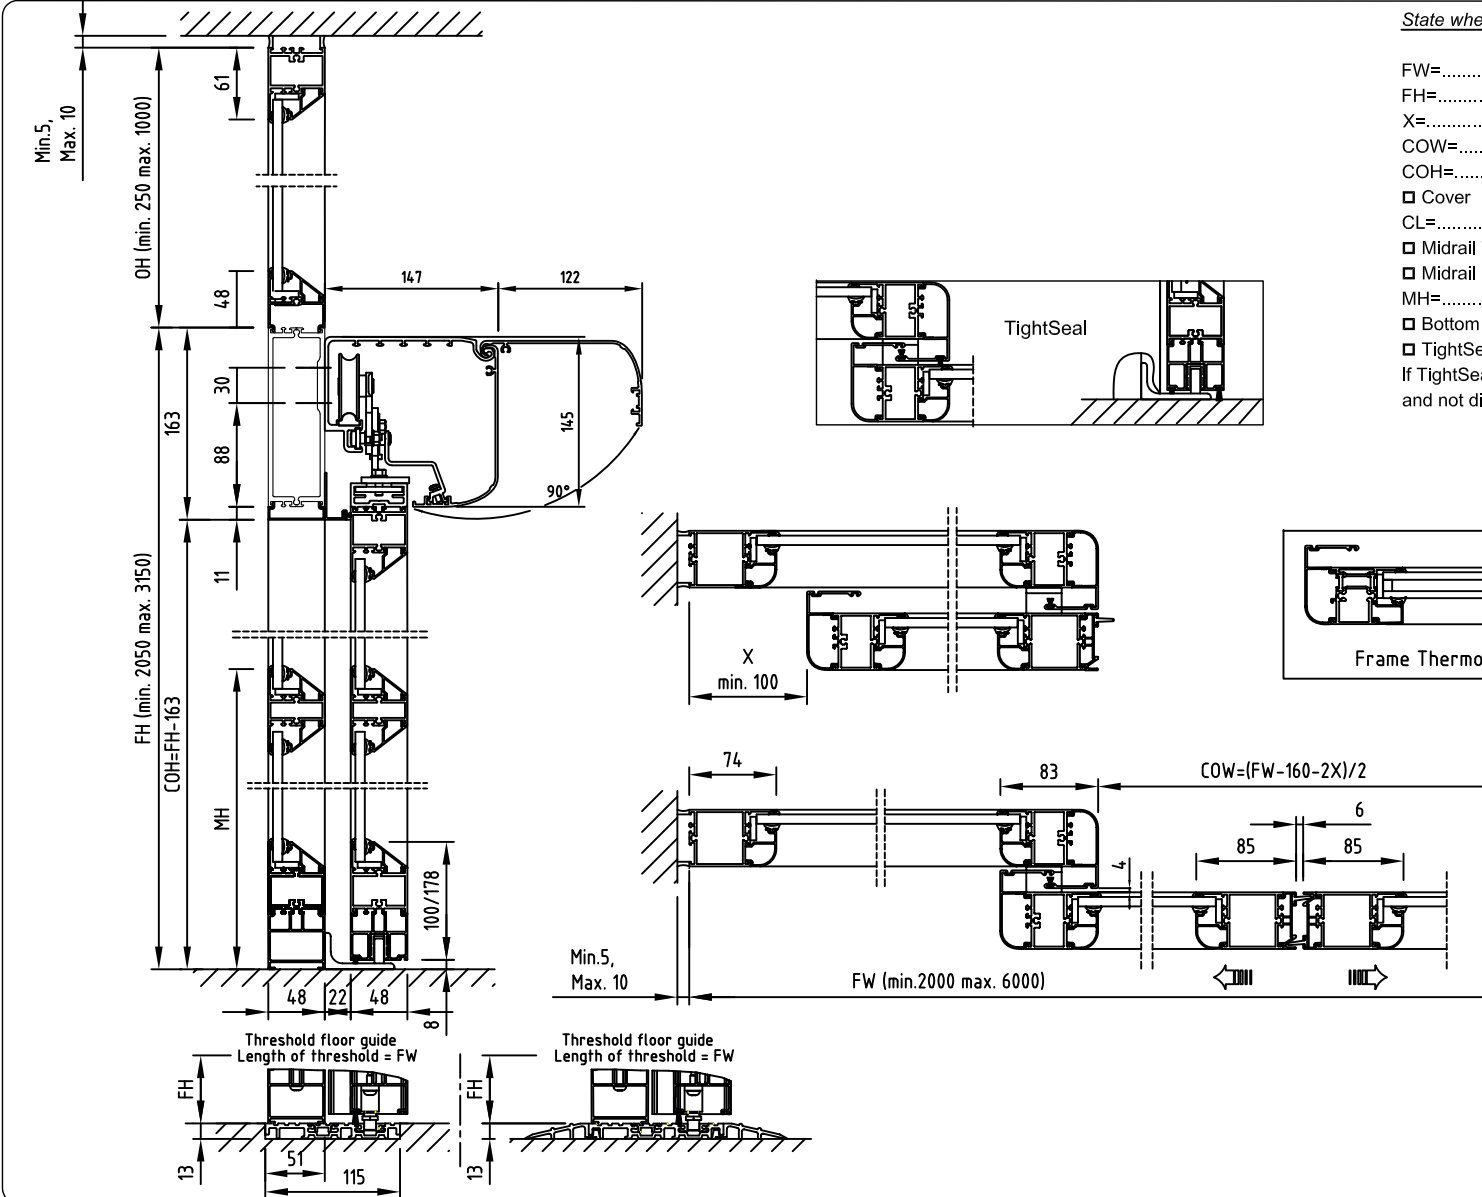 Min.5,
Max. 10
OH (min. 250 max. 1000)
61
48
147
122
163
30
88
145
90°
11
FH (min. 2050 max. 3150)
COH=FH-163
MH
100/178
48
22
48
8
Threshold floor guide
Length of threshold = FW
FH
13
51
115
Threshold floor guide
Length of threshold = FW
FH
13
TightSeal
X
min. 100
74
83
COW=(FW-160-2X)/2
6
85
85
4
Min.5,
Max. 10
FW (min.2000 max. 6000)
Frame Thermo
State whe
FW=.........
FH=.........
X=...........
COW=.....
COH=......
Cover
CL=.........
Midrail
Midrail
MH=........
Bottom
TightSe
If TightSea
and not di